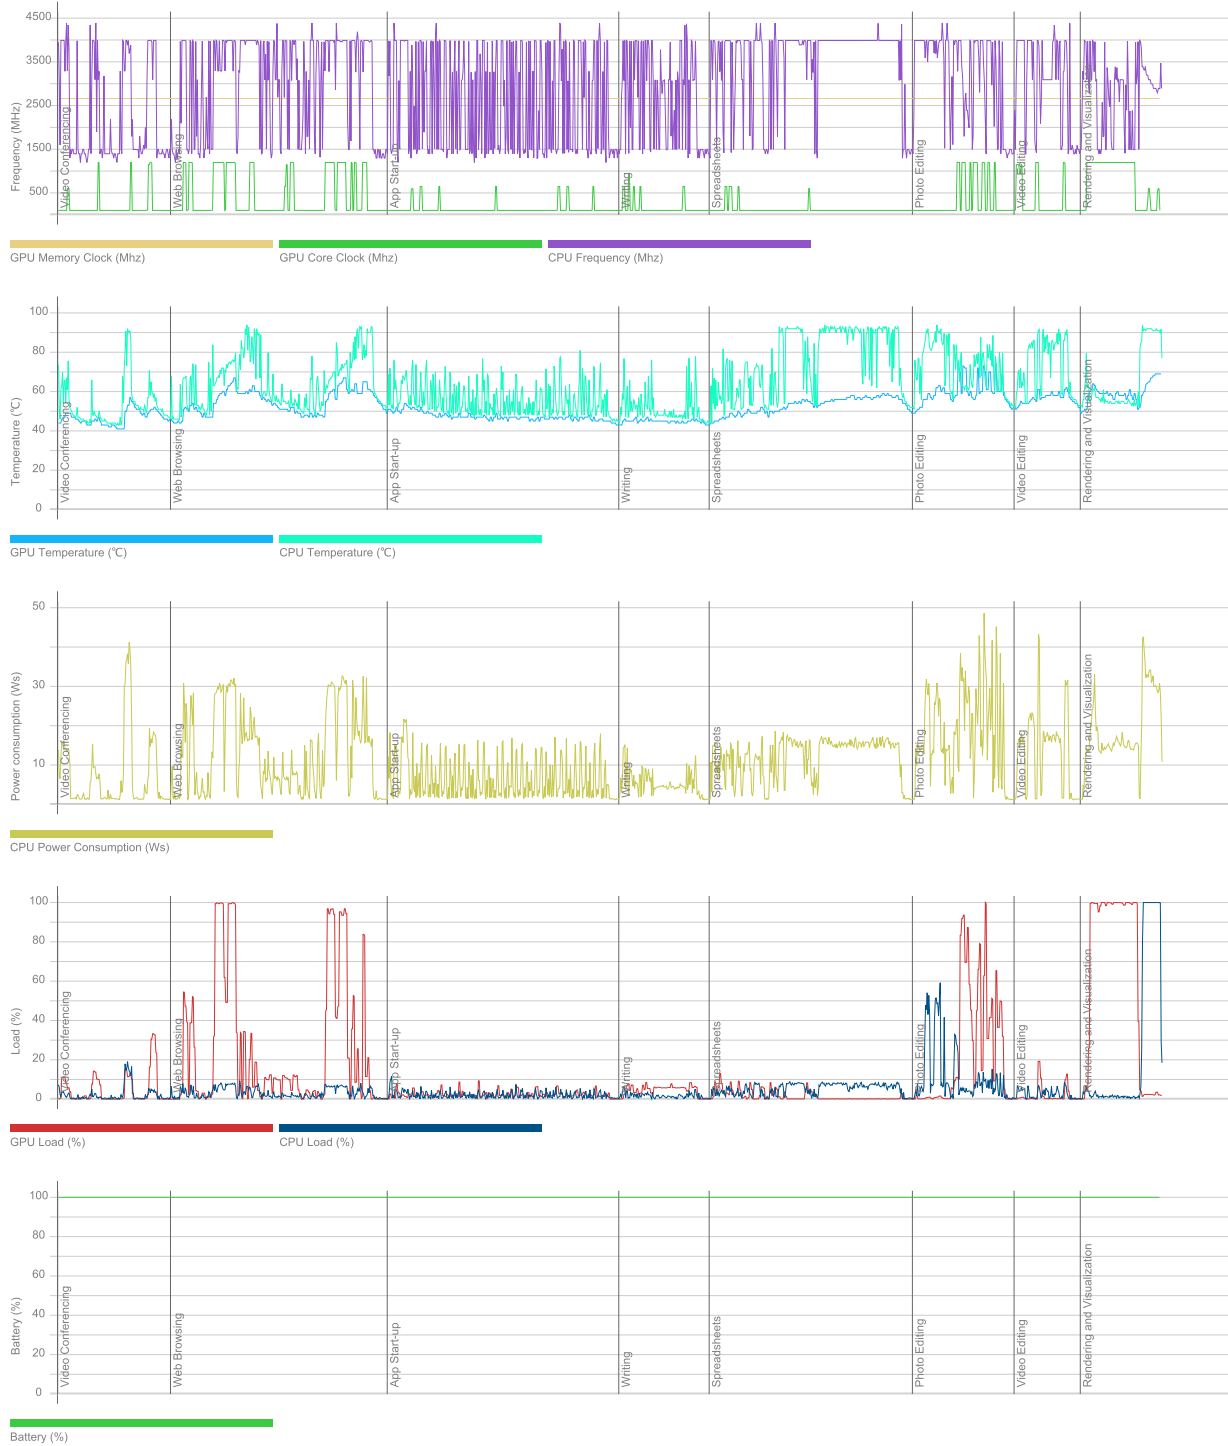 4500
3500
2500
1500
500
Frequency (MHz)
Video Conferencing
Web Browsing
App Start-up
Writing
Spreadsheets
Photo Editing
Video Editing
Rendering and Visualization
GPU Memory Clock (Mhz)
GPU Core Clock (Mhz)
CPU Frequency (Mhz)
100
80
60
40
20
0
Temperature (°C)
Video Conferencing
Web Browsing
App Start-up
Writing
Spreadsheets
Photo Editing
Video Editing
Rendering and Visualization
GPU Temperature (°C)
CPU Temperature (°C)
50
30
10
Power consumption (Ws)
Video Conferencing
Web Browsing
App Start-up
Writing
Spreadsheets
Photo Editing
Video Editing
Rendering and Visualization
CPU Power Consumption (Ws)
100
80
60
40
20
0
Load (%)
Video Conferencing
Web Browsing
App Start-up
Writing
Spreadsheets
Photo Editing
Video Editing
Rendering and Visualization
GPU Load (%)
CPU Load (%)
100
80
60
40
20
0
Battery (%)
Video Conferencing
Web Browsing
App Start-up
Writing
Spreadsheets
Photo Editing
Video Editing
Rendering and Visualization
Battery (%)